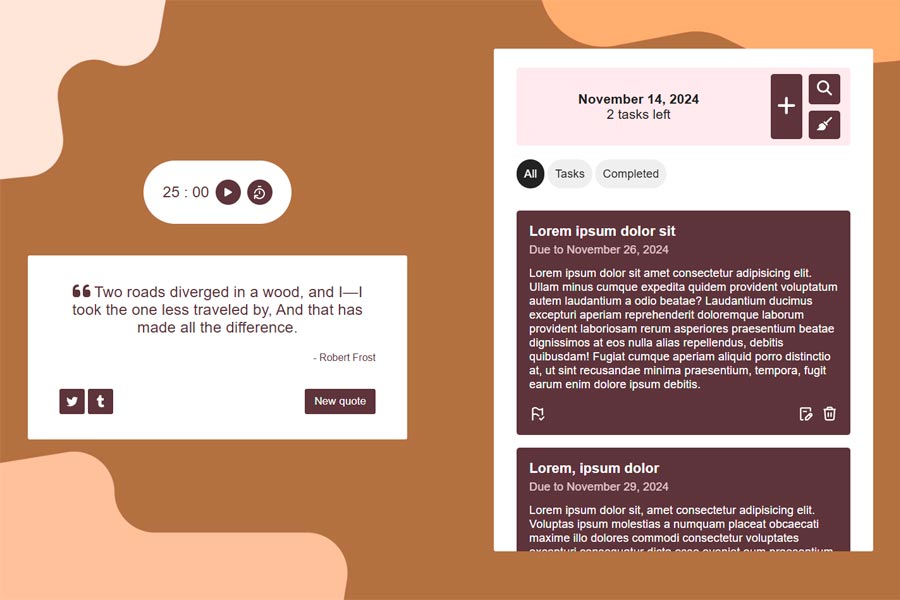 25 : 00
Two roads diverged in a wood, and I—I
took the one less traveled by, And that has
made all the difference.
- Robert Frost
New quote
November 14, 2024
2 tasks left
All
Tasks
Completed
Lorem ipsum dolor sit
Due to November 26, 2024
Lorem ipsum dolor sit amet consectetur adipisicing elit.
Ullam minus cumque expedita quidem provident voluptatum
autem laudantium a odio beatae? Laudantium ducimus
excepturi aperiam reprehenderit doloremque laborum
provident laboriosam rerum asperiores praesentium beatae
dignissimos at eos nulla alias repellendus, debitis
quibusdam! Fugiat cumque aperiam aliquid porro distinctio
at, ut sint recusandae minima praesentium, tempora, fugit
earum enim dolore ipsum debitis.
Lorem, ipsum dolor
Due to November 29, 2024
Lorem ipsum dolor sit, amet consectetur adipisicing elit.
Voluptas ipsum molestias a numquam placeat obcaecati
maxime illo dolores commodi consectetur voluptates